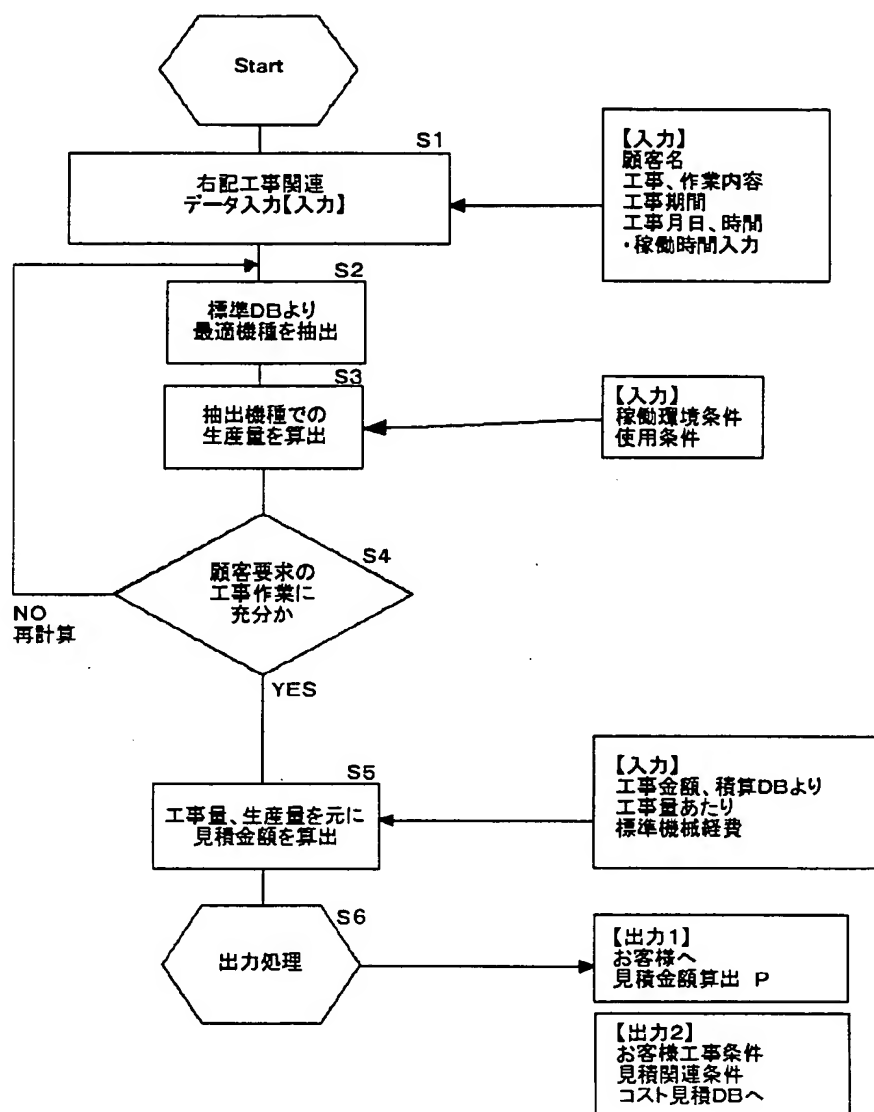 Start
S1
右記工事関連
データ入力【入力】
【入力】
顧客名
工事、作業内容
工事期間
工事月日、時間
・稼働時間入力
S2
標準DBより
最適機種を抽出
S3
抽出機種での
生産量を算出
【入力】
稼働環境条件
使用条件
S4
顧客要求の
工事作業に
充分か
NO
再計算
YES
S5
工事量、生産量を元に
見積金額を算出
【入力】
工事金額、積算DBより
工事量あたり
標準機械経費
S6
出力処理
【出力1】
お客様へ
見積金額算出 P
【出力2】
お客様工事条件
見積関連条件
コスト見積DBへ